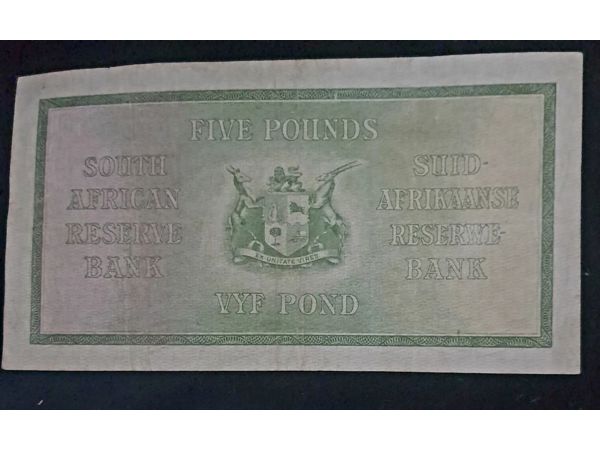 FIVE POUNDS
SOUTH
AFRICAN
RESERVE
BANK
SUID-
AFRIKAANSE
RESERWE-
BANK
EX UNITATE VIRES
VYF POND